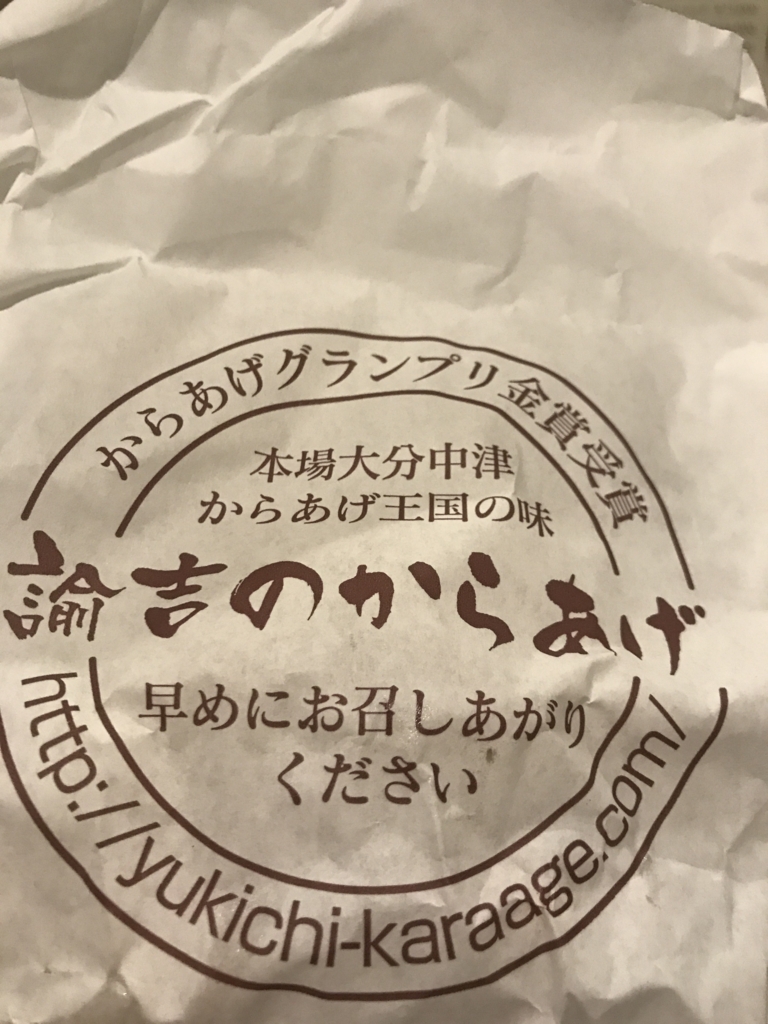 からあげグランプリ金賞受賞
本場大分中津
からあげ王国の味
諭吉のからあげ
早めにお召しあがり
ください
http://yukichi-karaage.com/